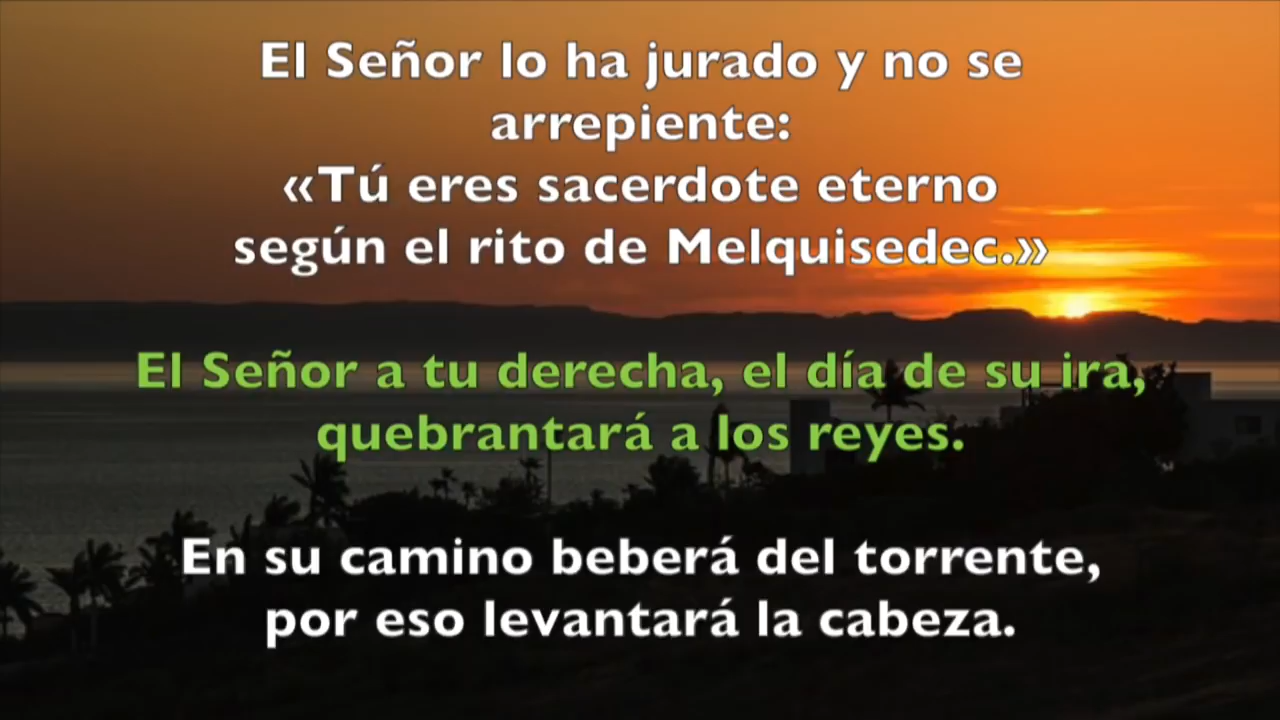 El Señor lo ha jurado y no se
arrepiente:
«Tú eres sacerdote eterno
según el rito de Melquisedec.»
El Señor a tu derecha, el día de su ira,
quebrantará a los reyes.
En su camino beberá del torrente,
por eso levantará la cabeza.